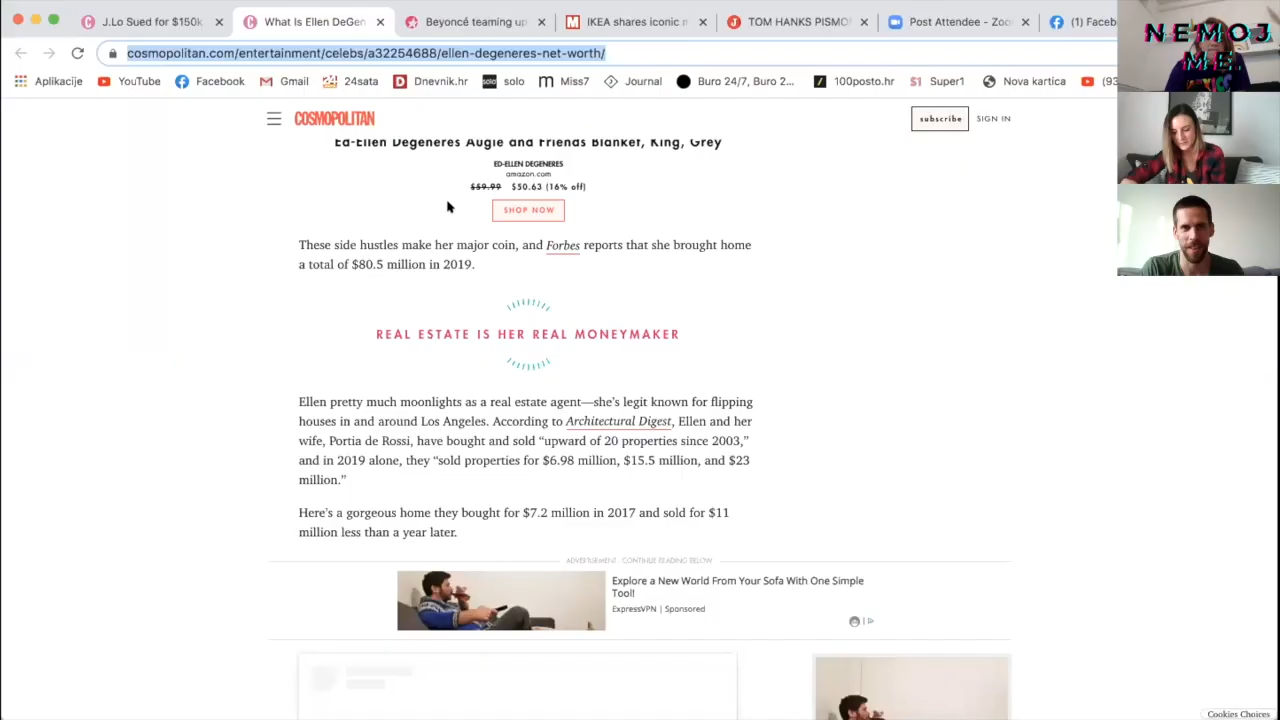 J.Lo Sued for $150k
What Is Ellen DeGen
Beyoncé teaming up
IKEA shares iconic r
TOM HANKS PISMO
Post Attendee - Zoo
(1) Faceb
cosmopolitan.com/entertainment/celebs/a32254688/ellen-degeneres-net-worth/
Aplikacije
YouTube
Facebook
Gmail
24sata
Dnevnik.hr
solo
solo
Miss7
Journal
Buro 24/7, Buro 2...
100posto.hr
S1
Super1
Nova kartica
(93
NEMOJ
ME
COSMOPOLITAN
subscribe
SIGN IN
Ed-Ellen Degeneres Augie and Friends Blanket, King, Grey
ED-ELLEN DEGENERES
amazon.com
$59.99 $50.63 (16% off)
SHOP NOW
These side hustles make her major coin, and Forbes reports that she brought home
a total of $80.5 million in 2019.
REAL ESTATE IS HER REAL MONEYMAKER
Ellen pretty much moonlights as a real estate agent—she’s legit known for flipping
houses in and around Los Angeles. According to Architectural Digest, Ellen and her
wife, Portia de Rossi, have bought and sold “upward of 20 properties since 2003,”
and in 2019 alone, they “sold properties for $6.98 million, $15.5 million, and $23
million.”
Here’s a gorgeous home they bought for $7.2 million in 2017 and sold for $11
million less than a year later.
ADVERTISEMENT - CONTINUE READING BELOW
Explore a New World From Your Sofa With One Simple
Tool!
ExpressVPN | Sponsored
Cookies Choices